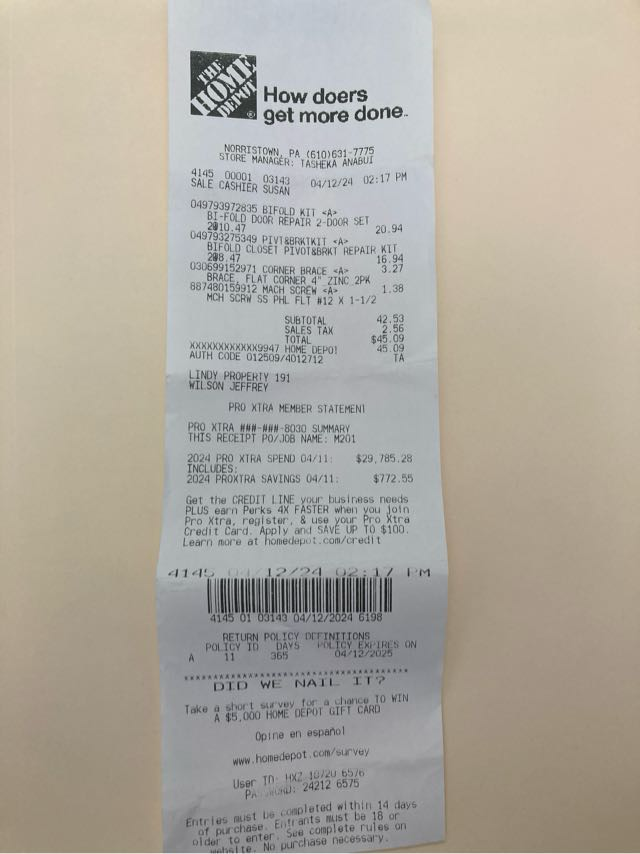 THE
HOME
DEPOT
®
How doers
get more done™
NORRISTOWN, PA (610)631-7775
STORE MANAGER: TASHEKA ANABUI
4145 00001 03143 04/12/24 02:17 PM
SALE CASHIER SUSAN
049793972835 BIFOLD KIT <A>
BI-FOLD DOOR REPAIR 2-DOOR SET
2@10.47 20.94
049793275349 PIVT&BRKTKIT <A>
BIFOLD CLOSET PIVOT&BRKT REPAIR KIT
2@8.47 16.94
030699152971 CORNER BRACE <A> 3.27
BRACE, FLAT CORNER 4" ZINC 2PK
887480159912 MACH SCREW <A> 1.38
MCH SCRW SS PHL FLT #12 X 1-1/2
SUBTOTAL 42.53
SALES TAX 2.56
TOTAL $45.09
XXXXXXXXXXXX9947 HOME DEPOT 45.09
AUTH CODE 012509/4012712 TA
LINDY PROPERTY 191
WILSON JEFFREY
PRO XTRA MEMBER STATEMENT
PRO XTRA ###-###-8030 SUMMARY
THIS RECEIPT PO/JOB NAME: M201
2024 PRO XTRA SPEND 04/11: $29,785.28
INCLUDES:
2024 PROXTRA SAVINGS 04/11: $772.55
Get the CREDIT LINE your business needs
PLUS earn Perks 4X FASTER when you join
Pro Xtra, register, & use your Pro Xtra
Credit Card. Apply and SAVE UP TO $100.
Learn more at homedepot.com/credit
4145 04/12/24 02:17 PM
4145 01 03143 04/12/2024 6198
RETURN POLICY DEFINITIONS
POLICY ID DAYS POLICY EXPIRES ON
A 11 365 04/12/2025
****************************************
DID WE NAIL IT?
Take a short survey for a chance TO WIN
A $5,000 HOME DEPOT GIFT CARD
Opine en español
www.homedepot.com/survey
User ID: HXZ 6576
PASSWORD: 24212 6575
Entries must be completed within 14 days
of purchase. Entrants must be 18 or
older to enter. See complete rules on
website. No purchase necessary.